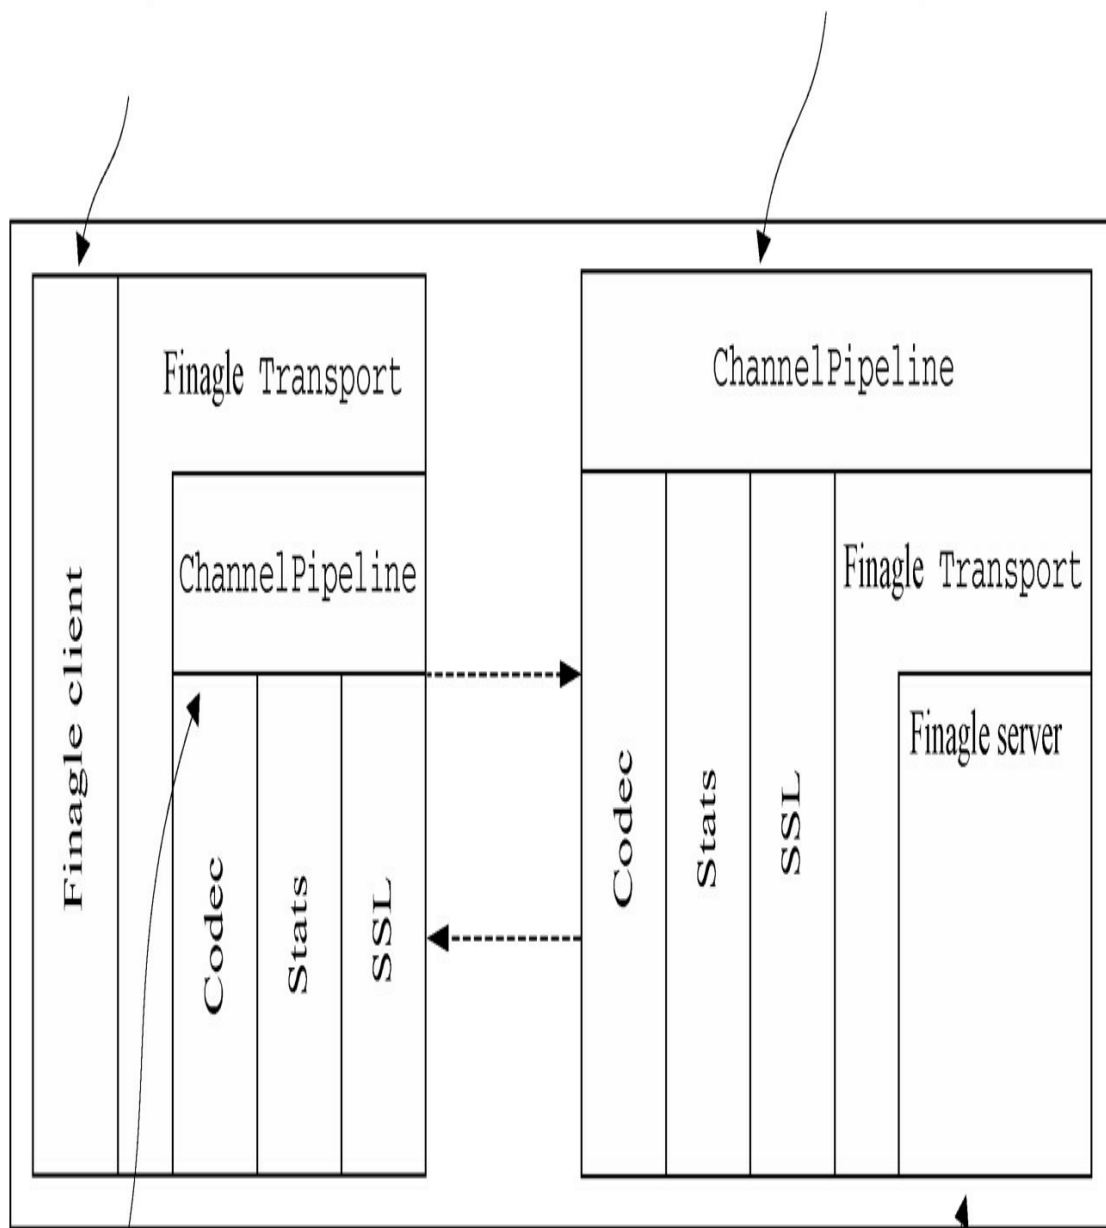 Finagle Transport
ChannelPipeline
Finagle client
Codec
Stats
SSL
ChannelPipeline
Finagle Transport
Finagle server
Codec
Stats
SSL